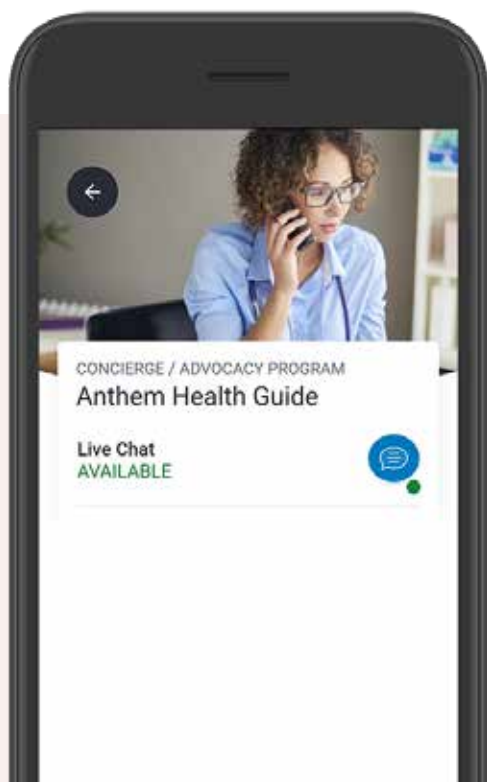 CONCIERGE / ADVOCACY PROGRAM
Anthem Health Guide
Live Chat
AVAILABLE